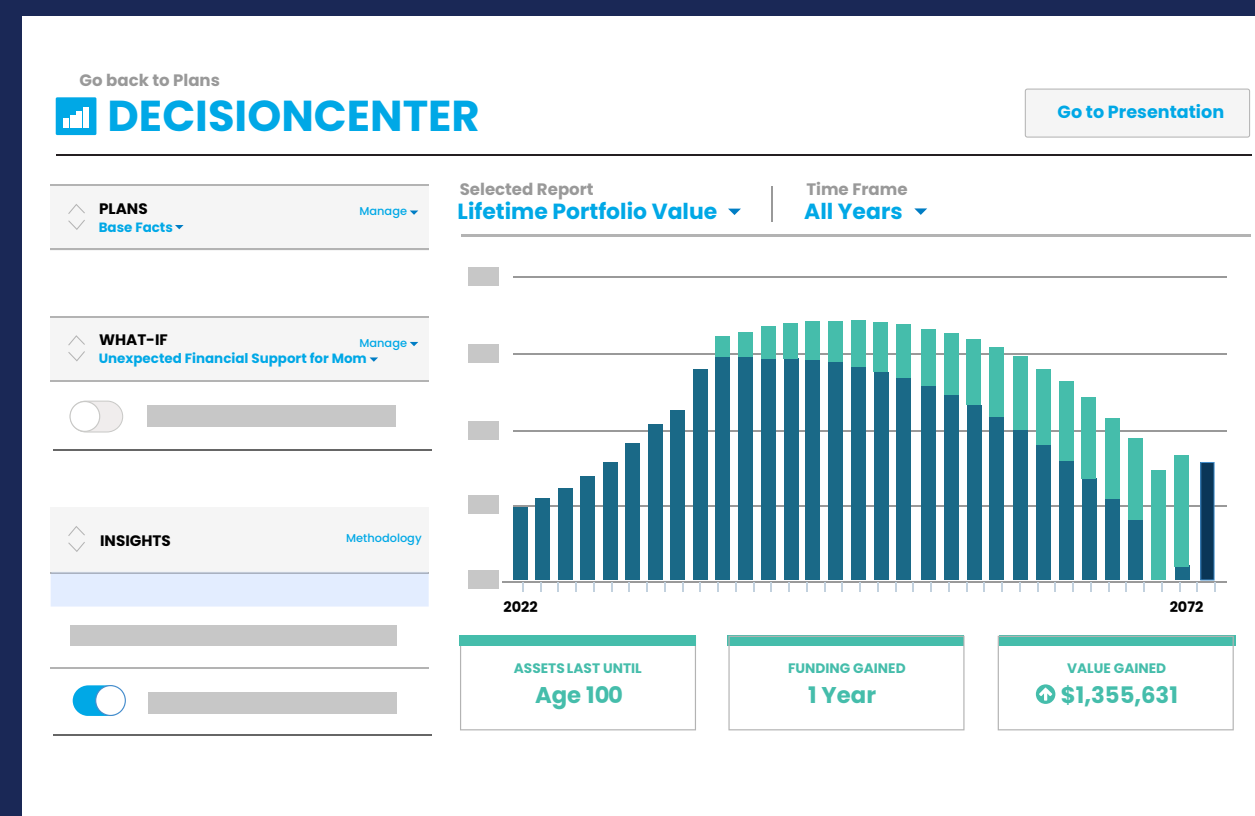 Go back to Plans
DECISIONCENTER
Go to Presentation
PLANS
Manage
Base Facts
WHAT-IF
Manage
Unexpected Financial Support for Mom
INSIGHTS
Methodology
Selected Report
Lifetime Portfolio Value
Time Frame
All Years
2022
2072
ASSETS LAST UNTIL
Age 100
FUNDING GAINED
1 Year
VALUE GAINED
$1,355,631